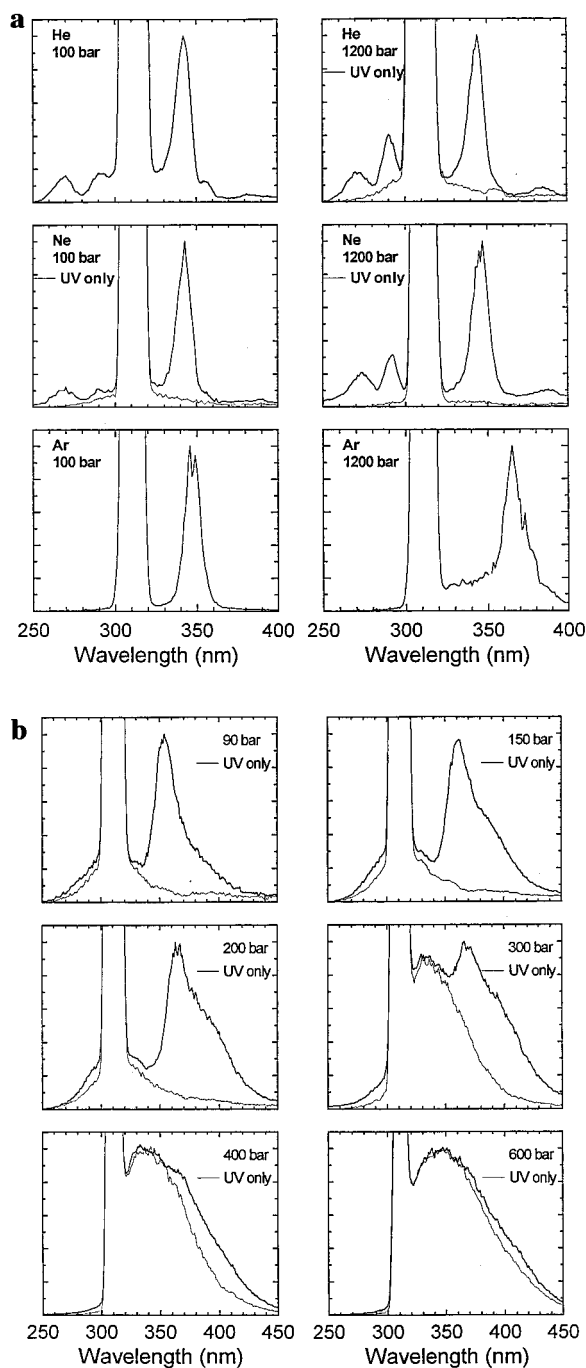 a
He
100 bar
He
1200 bar
UV only
Ne
100 bar
UV only
Ne
1200 bar
UV only
Ar
100 bar
Ar
1200 bar
250 300 350 400
250 300 350 400
Wavelength (nm)
Wavelength (nm)
b
90 bar
UV only
150 bar
UV only
200 bar
UV only
300 bar
UV only
400 bar
UV only
600 bar
UV only
250 300 350 400 450
250 300 350 400 450
Wavelength (nm)
Wavelength (nm)